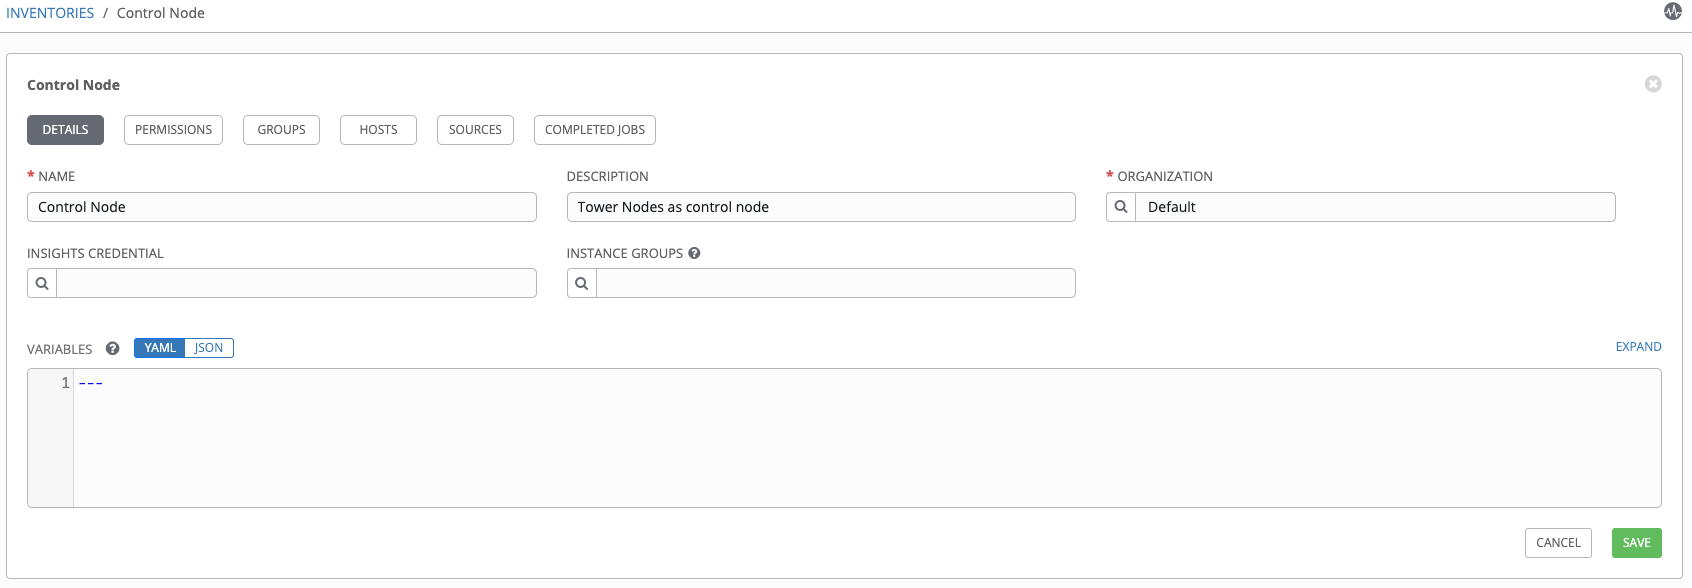 INVENTORIES / Control Node
Control Node
DETAILS PERMISSIONS GROUPS HOSTS SOURCES COMPLETED JOBS
* NAME DESCRIPTION * ORGANIZATION
Control Node Tower Nodes as control node Default
INSIGHTS CREDENTIAL INSTANCE GROUPS ?
VARIABLES ? YAML JSON EXPAND
1 ---
CANCEL SAVE